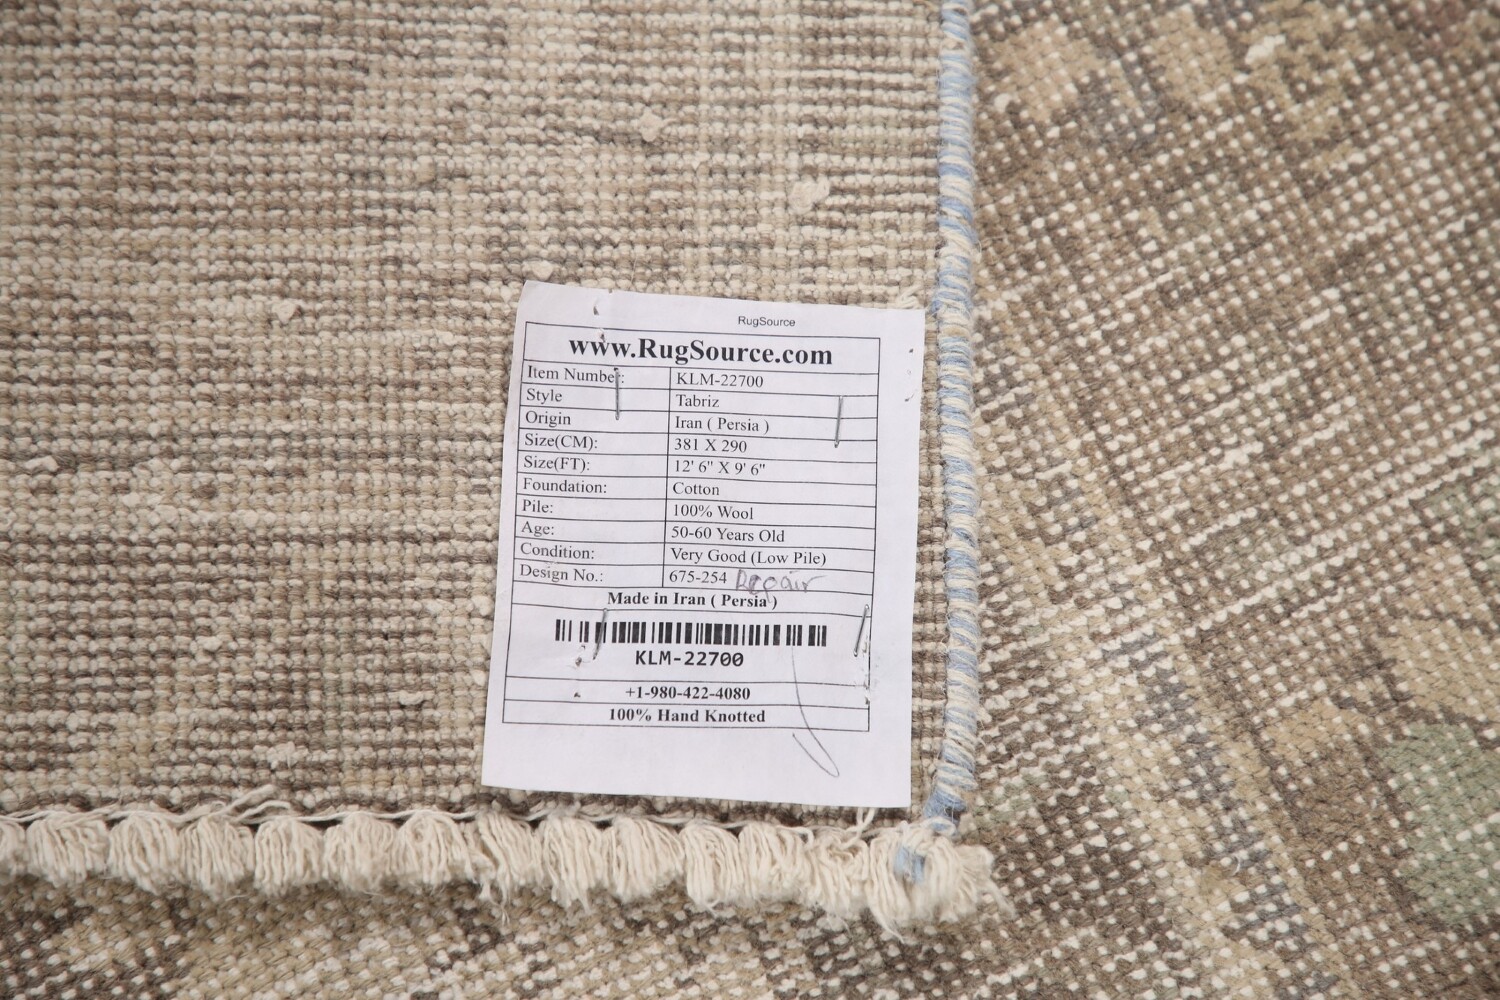 RugSource
www.RugSource.com
Item Number: KLM-22700
Style Tabriz
Origin Iran ( Persia )
Size(CM): 381 X 290
Size(FT): 12' 6" X 9' 6"
Foundation: Cotton
Pile: 100% Wool
Age: 50-60 Years Old
Condition: Very Good (Low Pile)
Design No.: 675-254 Repair
Made in Iran ( Persia )
KLM-22700
+1-980-422-4080
100% Hand Knotted